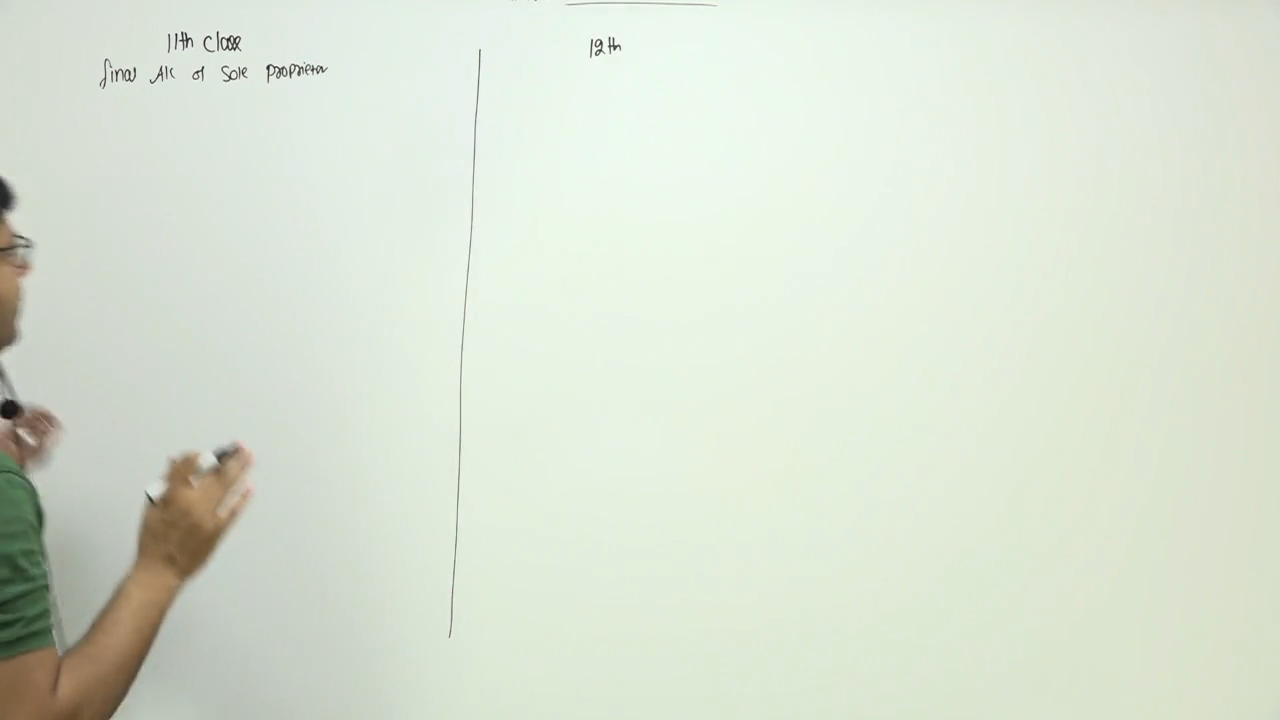 11th Class
final A/c of Sole proprietor
12th